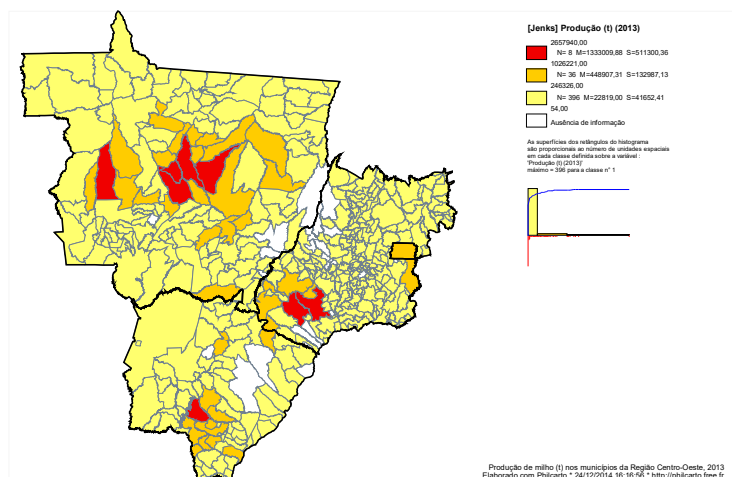 [Jenks] Produção (t) (2013)
2657940,00
N= 8 M=1333009,88 S=511300,36
1026221,00
N= 36 M=448907,31 S=132987,13
246326,00
N= 396 M=22819,00 S=41652,41
54,00
Ausência de informação
As superfícies dos retângulos do histograma
são proporcionais ao número de unidades espaciais
em cada classe definida sobre a variável :
'Produção (t) (2013)'
máximo = 396 para a classe n° 1
Produção de milho (t) nos municípios da Região Centro-Oeste, 2013
Elaborado com Philcarto * 24/12/2014 16:16:56 * http://philcarto.free.fr